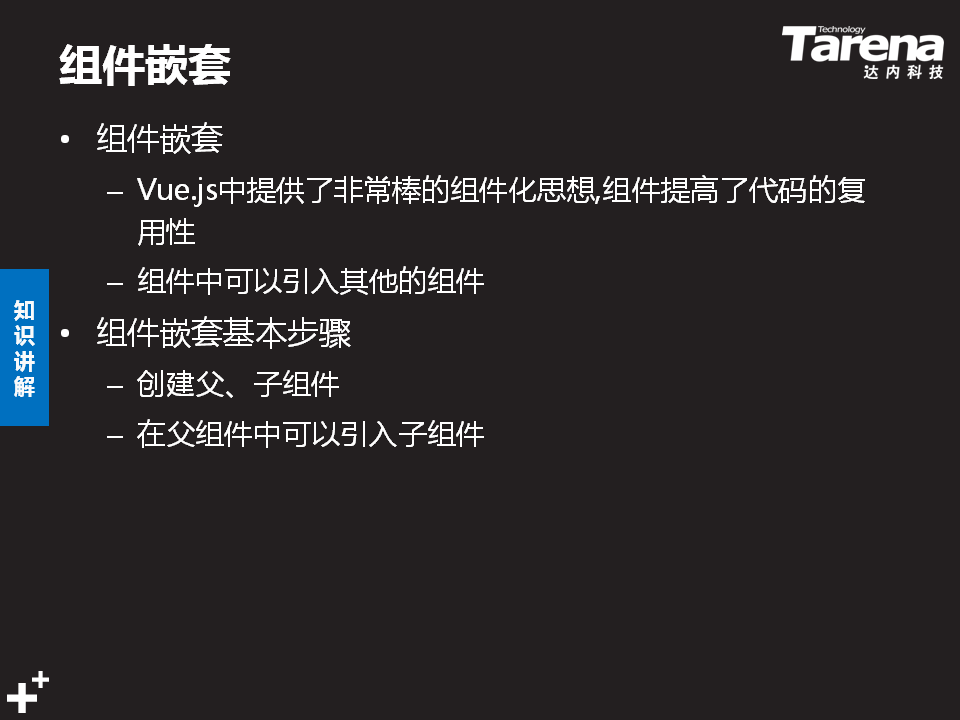 组件嵌套
Technology
Tarena
达内科技
• 组件嵌套
– Vue.js中提供了非常棒的组件化思想,组件提高了代码的复
用性
– 组件中可以引入其他的组件
知识讲解
• 组件嵌套基本步骤
– 创建父、子组件
– 在父组件中可以引入子组件